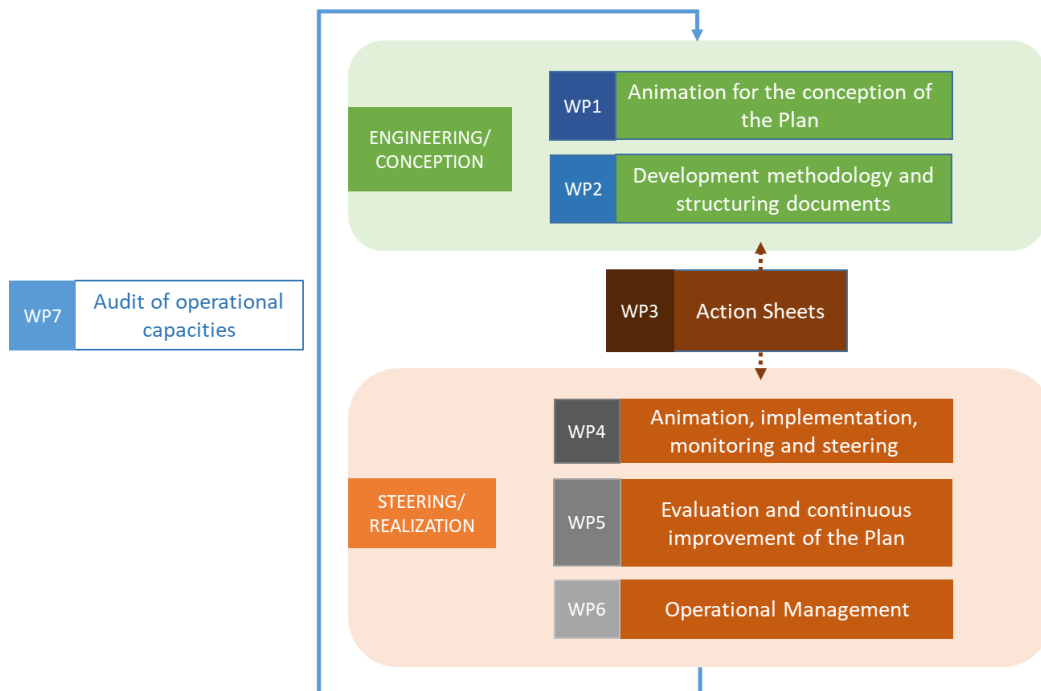 WP1
Animation for the conception of
the Plan
ENGINEERING/
CONCEPTION
WP2
Development methodology and
structuring documents
WP7
Audit of operational
capacities
WP3
Action Sheets
WP4
Animation, implementation,
monitoring and steering
STEERING/
REALIZATION
WP5
Evaluation and continuous
improvement of the Plan
WP6
Operational Management